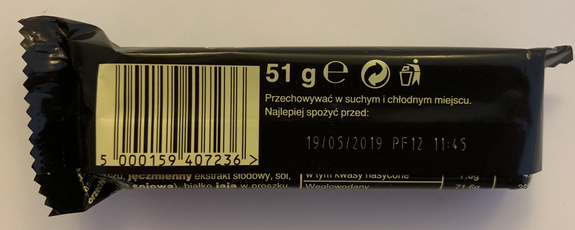 51 g ℮
Przechowywać w suchym i chłodnym miejscu.
Najlepiej spożyć przed:
19/05/2019 PF12 11:45
5 000159 407236 >
jęczmienny ekstrakt słodowy, sól,
sojowa), białko jaja w proszku,
w tym kwasy nasycone
Węglowodany